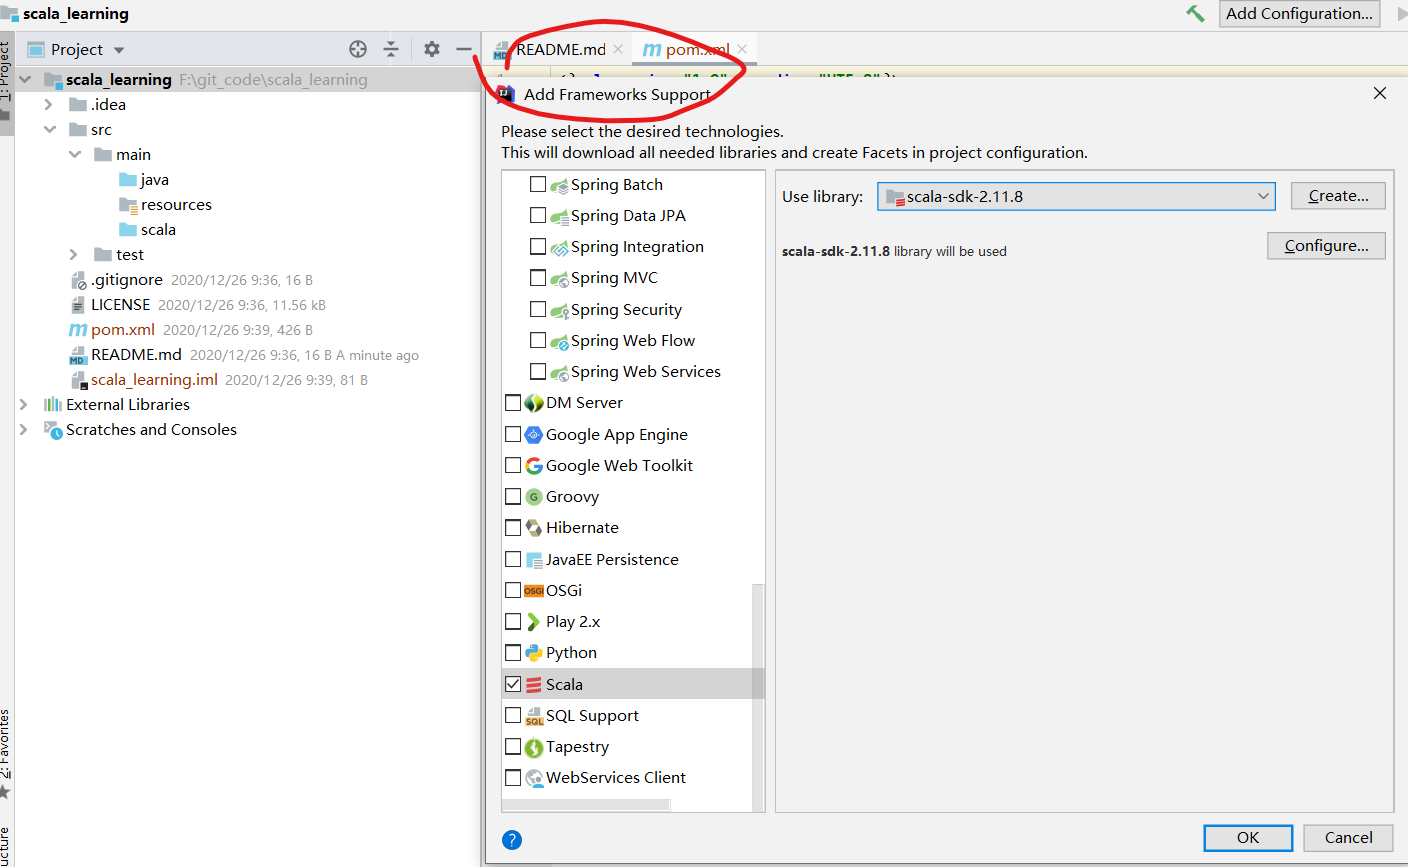 scala_learning
Add Configuration...
1: Project
Project
README.md
pom.xml
scala_learning F:\git_code\scala_learning
.idea
src
main
java
resources
scala
test
.gitignore 2020/12/26 9:36, 16 B
LICENSE 2020/12/26 9:36, 11.56 kB
pom.xml 2020/12/26 9:39, 426 B
README.md 2020/12/26 9:36, 16 B A minute ago
scala_learning.iml 2020/12/26 9:39, 81 B
External Libraries
Scratches and Consoles
2: Favorites
ucture
Add Frameworks Support
Please select the desired technologies.
This will download all needed libraries and create Facets in project configuration.
Spring Batch
Spring Data JPA
Spring Integration
Spring MVC
Spring Security
Spring Web Flow
Spring Web Services
DM Server
Google App Engine
Google Web Toolkit
Groovy
Hibernate
JavaEE Persistence
OSGi
Play 2.x
Python
Scala
SQL Support
Tapestry
WebServices Client
Use library:
scala-sdk-2.11.8
Create...
scala-sdk-2.11.8 library will be used
Configure...
?
OK
Cancel